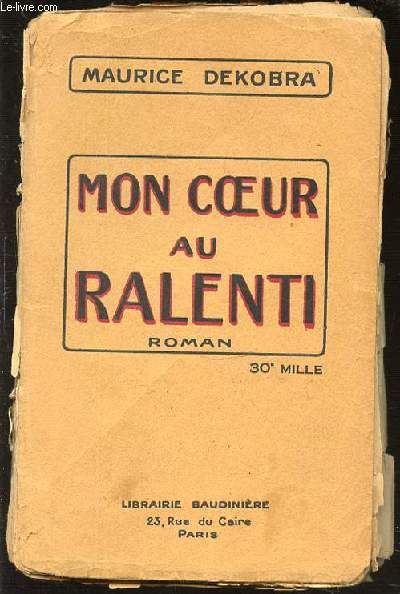 Le-livre.com
MAURICE DEKOBRA
MON CŒUR
AU
RALENTI
ROMAN
30e MILLE
LIBRAIRIE BAUDINIÈRE
23, Rue du Caire
PARIS